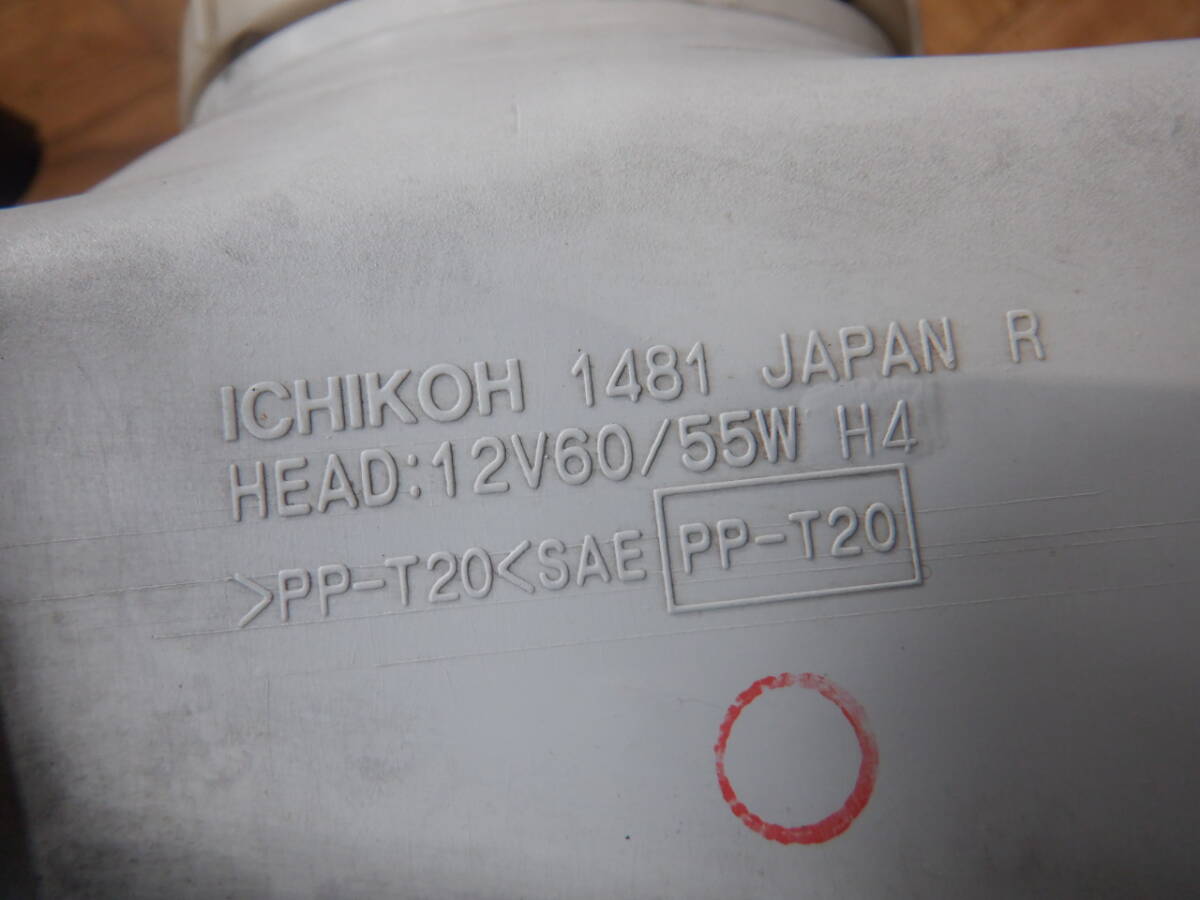 ICHIKOH 1481 JAPAN R
HEAD:12V60/55W H4
>PP-T20<SAE PP-T20